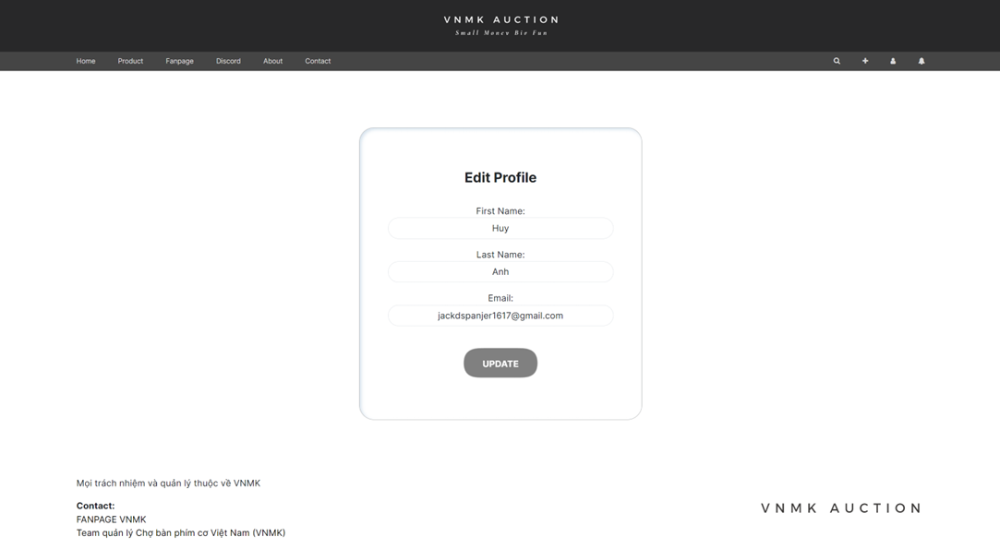 VNMK AUCTION
Small Money Big Fun
Home Product Fanpage Discord About Contact
Edit Profile
First Name:
Huy
Last Name:
Anh
Email:
jackdspanjer1617@gmail.com
UPDATE
Mọi trách nhiệm và quản lý thuộc về VNMK
Contact:
FANPAGE VNMK
Team quản lý Chợ bàn phím cơ Việt Nam (VNMK)
VNMK AUCTION